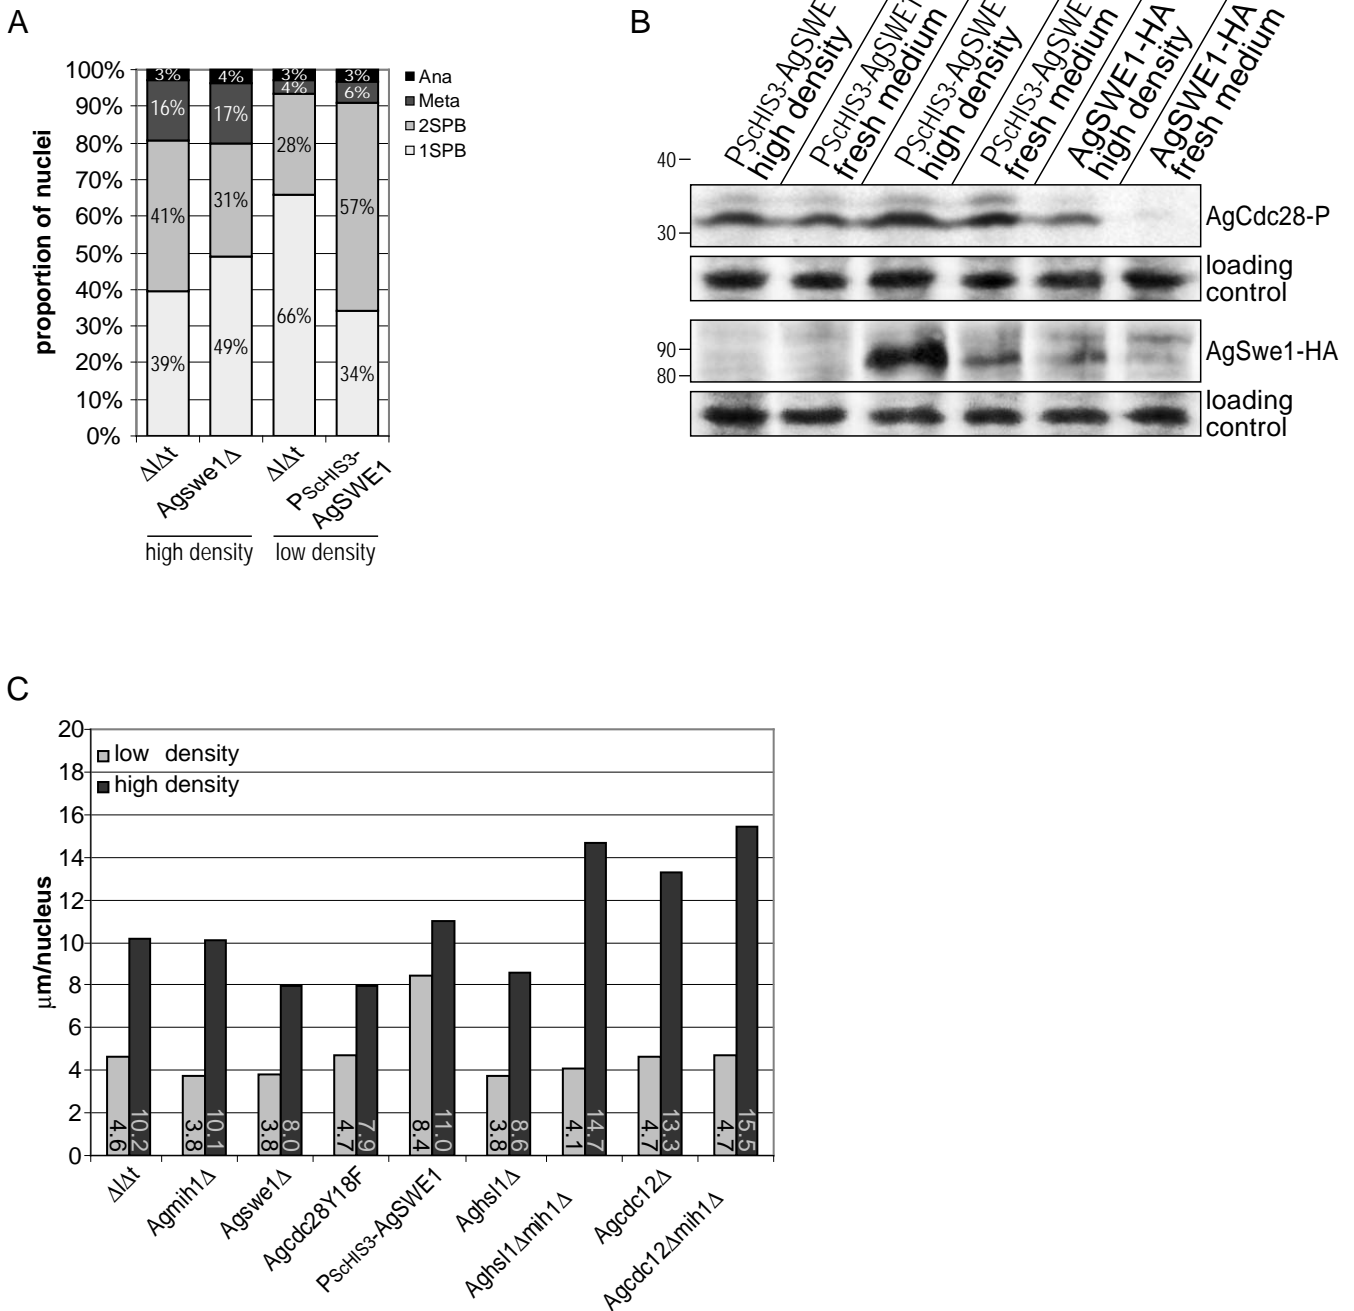 A
100%
90%
80%
70%
60%
50%
40%
30%
20%
10%
0%
proportion of nuclei
3%
16%
41%
39%
4%
17%
31%
49%
3%
4%
28%
66%
3%
6%
57%
34%
Ana
Meta
2SPB
1SPB
ΔlΔt
Agswe1Δ
ΔlΔt
PScHIS3-
AgSWE1
high density
low density
B
PScHIS3-AgSWE
high density
PScHIS3-AgSWE1
fresh medium
PScHIS3-AgSWE
high density
PScHIS3-AgSWE
fresh medium
AgSWE1-HA
high density
AgSWE1-HA
fresh medium
40
30
AgCdc28-P
loading
control
90
80
AgSwe1-HA
loading
control
C
20
18
16
14
12
10
8
6
4
2
0
μm/nucleus
low density
high density
4.6
10.2
3.8
10.1
3.8
8.0
4.7
7.9
8.4
11.0
3.8
8.6
4.1
14.7
4.7
13.3
4.7
15.5
ΔlΔt
Agmih1Δ
Agswe1Δ
Agcdc28Y18F
PScHIS3-AgSWE1
Aghsl1Δ
Aghsl1Δmih1Δ
Agcdc12Δ
Agcdc12Δmih1Δ